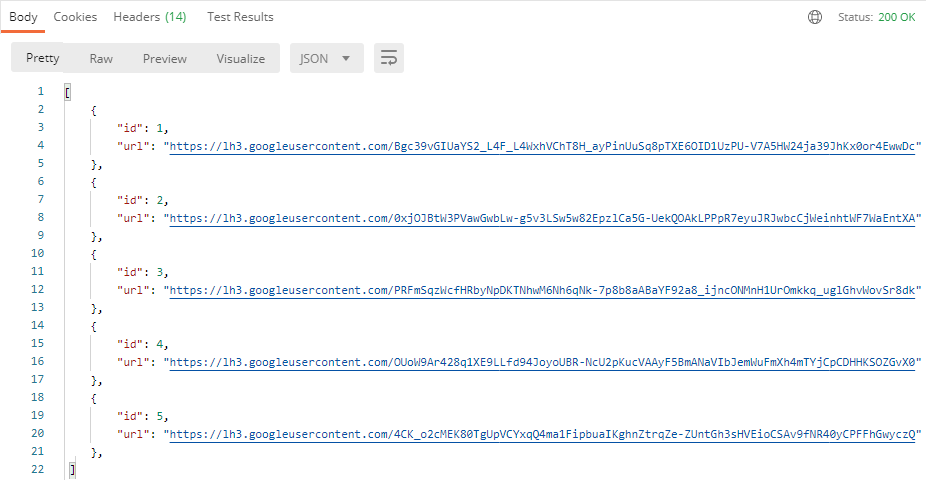 Body Cookies Headers (14) Test Results Status: 200 OK
Pretty Raw Preview Visualize JSON
1 [
2 {
3 "id": 1,
4 "url": "https://lh3.googleusercontent.com/Bgc39vGIUaYS2_L4F_L4WxhVChT8H_ayPinUuSq8pTXE6OID1UzPU-V7A5HW24ja39JhKx0or4EwwDc"
5 },
6 {
7 "id": 2,
8 "url": "https://lh3.googleusercontent.com/0xjOJBtW3PVawGwbLw-g5v3LSw5w82EpzlCa5G-UekQOAkLPPpR7eyuJRJwbcCjWeinhtWF7WaEntXA"
9 },
10 {
11 "id": 3,
12 "url": "https://lh3.googleusercontent.com/PRFmSqzWcfHRbyNpDKTNhwM6Nh6qNk-7p8b8aABaYF92a8_ijncONMnH1UrOmkkq_uglGhvWovSr8dk"
13 },
14 {
15 "id": 4,
16 "url": "https://lh3.googleusercontent.com/OUoW9Ar428q1XE9LLfd94JoyoUBR-NcU2pKucVAAyF5BmANaVIbJemWuFmXh4mTYjCpCDHHKSOZGvX0"
17 },
18 {
19 "id": 5,
20 "url": "https://lh3.googleusercontent.com/4CK_o2cMEK80TgUpVCYxqQ4ma1FipbuaIKghnZtrqZe-ZUntGh3sHVEioCSAv9fNR40yCPFFhGwyczQ"
21 },
22 ]